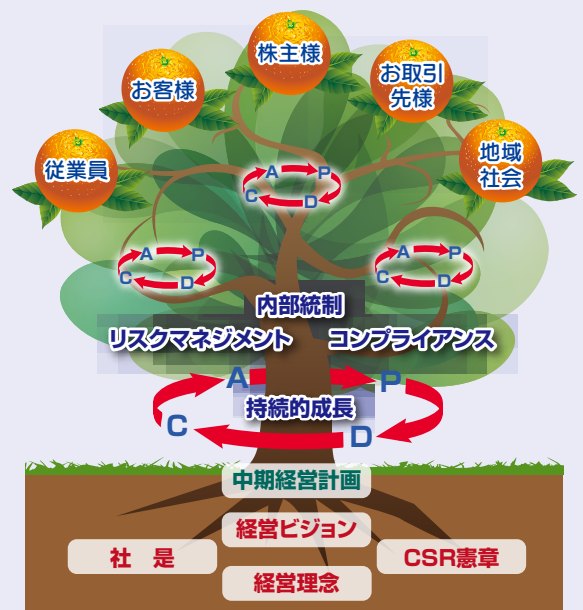 株主様
お客様
お取引
先様
従業員
地域
社会
A P
C D
A P
C D
A P
C D
内部統制
リスクマネジメント コンプライアンス
A P
持続的成長
C D
中期経営計画
経営ビジョン
社 是
CSR憲章
経営理念